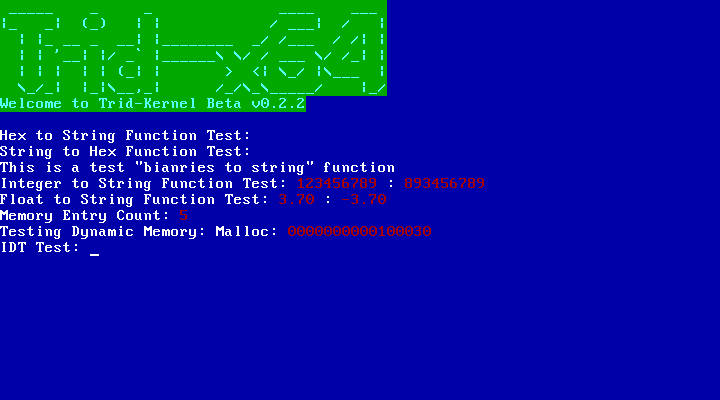 Trid-x64
Welcome to Trid-Kernel Beta v0.2.2
Hex to String Function Test:
String to Hex Function Test:
This is a test "bianries to string" function
Integer to String Function Test: 123456789 : 893456789
Float to String Function Test: 3.70 : -3.70
Memory Entry Count: 5
Testing Dynamic Memory: Malloc: 0000000000100030
IDT Test: _